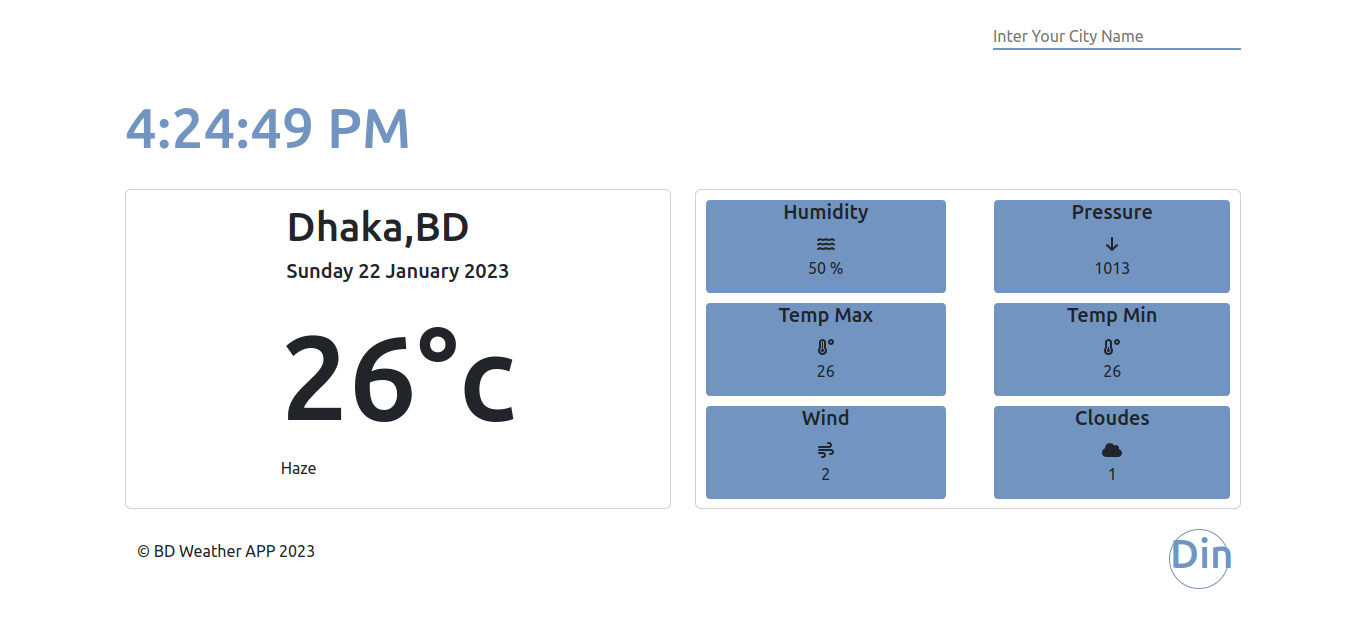 Inter Your City Name
4:24:49 PM
Dhaka,BD
Sunday 22 January 2023
26°c
Haze
Humidity
50 %
Pressure
1013
Temp Max
26
Temp Min
26
Wind
2
Cloudes
1
© BD Weather APP 2023
Din